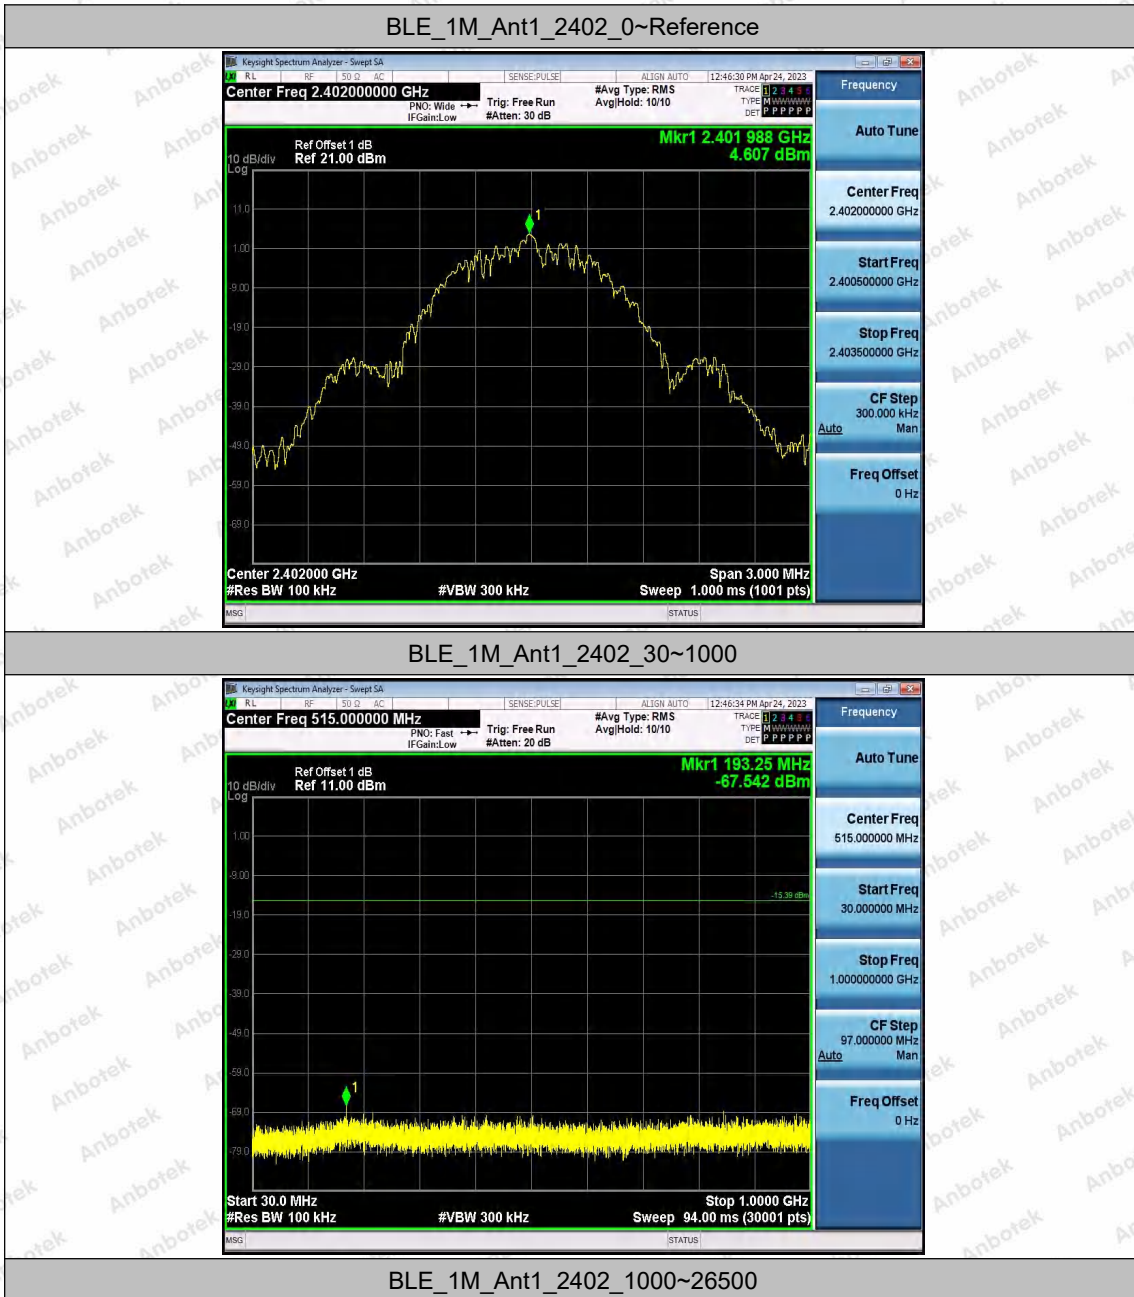 BLE_1M_Ant1_2402_0~Reference
Keysight Spectrum Analyzer - Swept SA
LXI RL RF 50 Ω AC SENSE:PULSE ALIGN AUTO 12:46:30 PM Apr 24, 2023
Center Freq 2.402000000 GHz
PNO: Wide
IFGain:Low
Trig: Free Run
#Atten: 30 dB
#Avg Type: RMS
Avg|Hold: 10/10
TRACE 1 2 3 4 5 6
TYPE M WWWWW
DET P P P P P P
Ref Offset 1 dB
10 dB/div Ref 21.00 dBm
Log
Mkr1 2.401 988 GHz
4.607 dBm
1
11.0
1.00
-9.00
-19.0
-29.0
-39.0
-49.0
-59.0
-69.0
Center 2.402000 GHz Span 3.000 MHz
#Res BW 100 kHz #VBW 300 kHz Sweep 1.000 ms (1001 pts)
MSG STATUS
Frequency
Auto Tune
Center Freq
2.402000000 GHz
Start Freq
2.400500000 GHz
Stop Freq
2.403500000 GHz
CF Step
300.000 kHz
Auto Man
Freq Offset
0 Hz
BLE_1M_Ant1_2402_30~1000
Keysight Spectrum Analyzer - Swept SA
LXI RL RF 50 Ω AC SENSE:PULSE ALIGN AUTO 12:46:34 PM Apr 24, 2023
Center Freq 515.000000 MHz
PNO: Fast
IFGain:Low
Trig: Free Run
#Atten: 20 dB
#Avg Type: RMS
Avg|Hold: 10/10
TRACE 1 2 3 4 5 6
TYPE M WWWWW
DET P P P P P P
Ref Offset 1 dB
10 dB/div Ref 11.00 dBm
Log
Mkr1 193.25 MHz
-67.542 dBm
1.00
-9.00
-15.39 dBm
-19.0
-29.0
-39.0
-49.0
-59.0
1
-69.0
-79.0
Start 30.0 MHz Stop 1.0000 GHz
#Res BW 100 kHz #VBW 300 kHz Sweep 94.00 ms (30001 pts)
MSG STATUS
Frequency
Auto Tune
Center Freq
515.000000 MHz
Start Freq
30.000000 MHz
Stop Freq
1.000000000 GHz
CF Step
97.000000 MHz
Auto Man
Freq Offset
0 Hz
BLE_1M_Ant1_2402_1000~26500
Anbotek